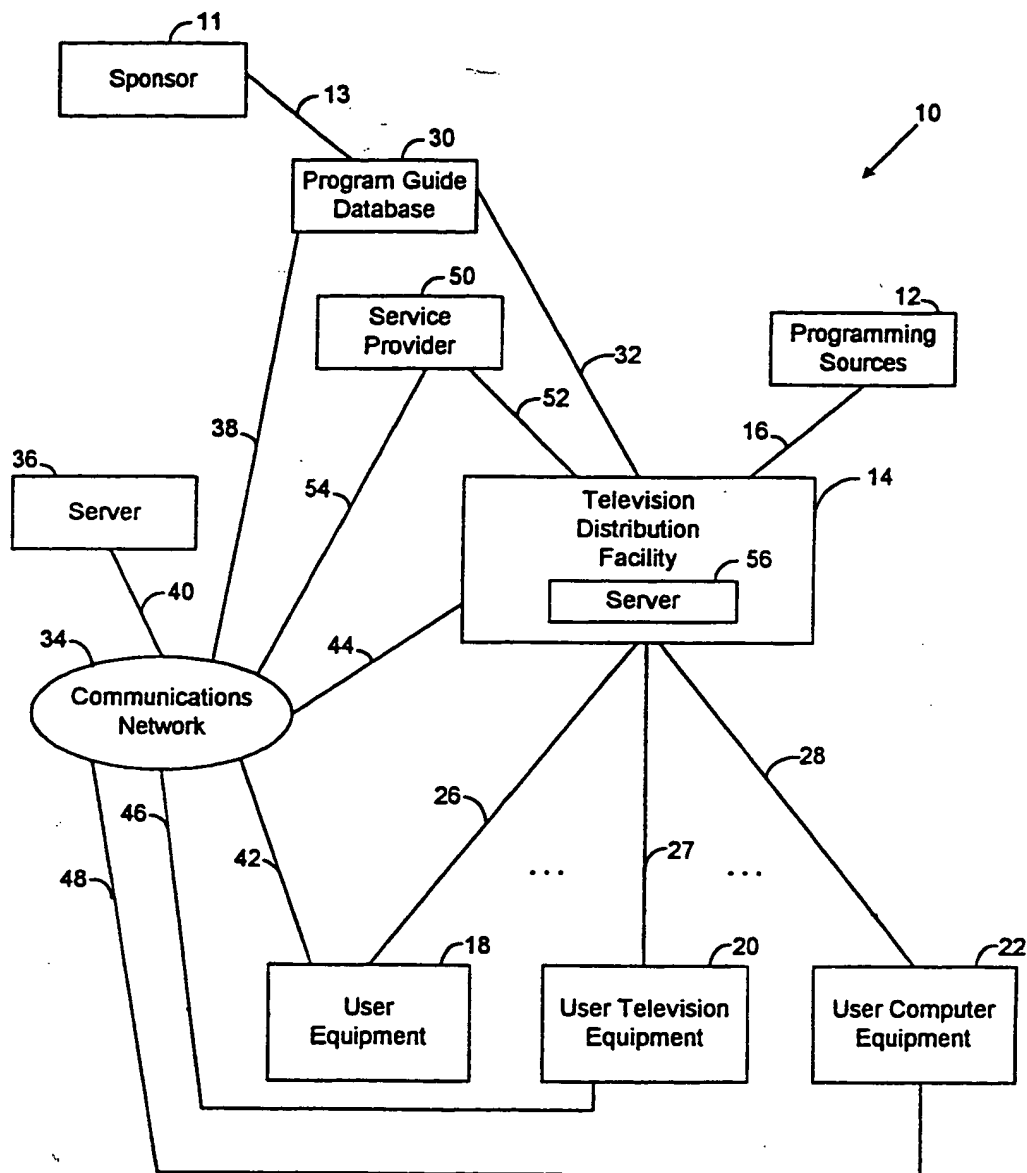 11
Sponsor
13
10
30
Program Guide
Database
50
Service
Provider
12
Programming
Sources
32
52
16
38
36
Server
54
14
Television
Distribution
Facility
56
Server
40
34
44
Communications
Network
28
26
46
42
27
48
... ...
18
User
Equipment
20
User Television
Equipment
22
User Computer
Equipment